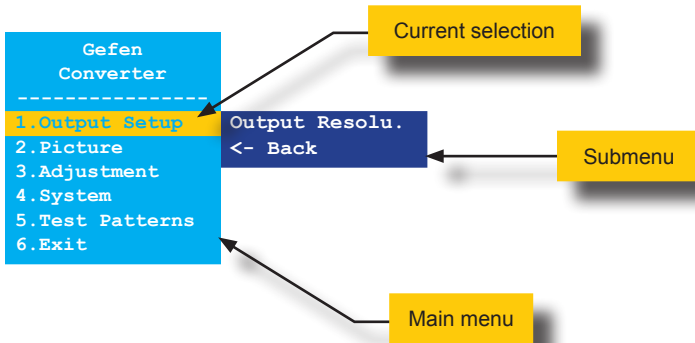 Current selection
Gefen
Converter
----------------
1.Output Setup
Output Resolu.
2.Picture
<- Back
3.Adjustment
Submenu
4.System
5.Test Patterns
6.Exit
Main menu